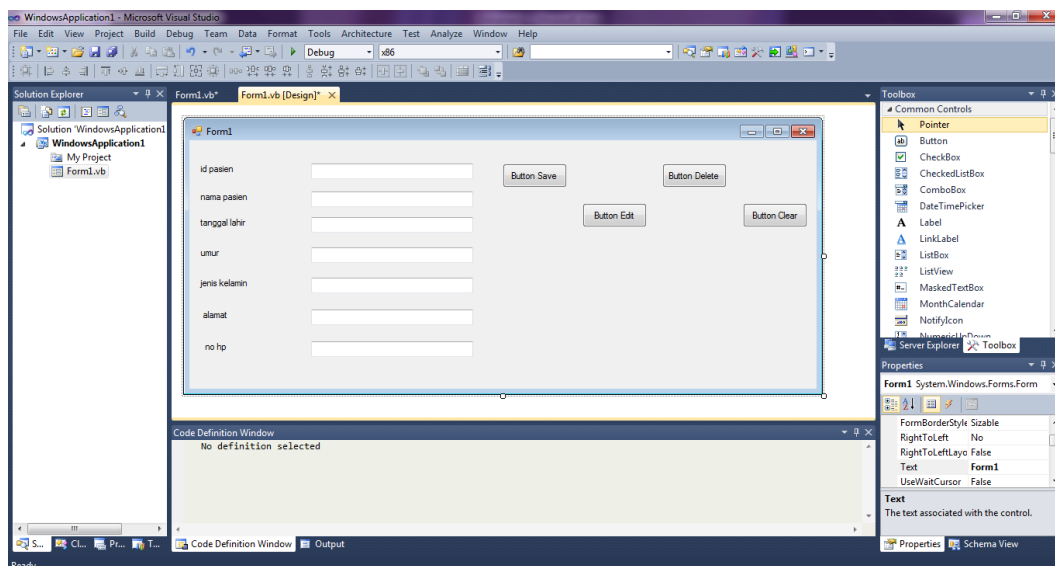 WindowsApplication1 - Microsoft Visual Studio
File Edit View Project Build Debug Team Data Format Tools Architecture Test Analyze Window Help
Debug x86
Solution Explorer
Solution 'WindowsApplication1
WindowsApplication1
My Project
Form1.vb
S... Cl... Pr... T...
Form1.vb* Form1.vb [Design]*
Form1
id pasien
nama pasien
tanggal lahir
umur
jenis kelamin
alamat
no hp
Button Save
Button Delete
Button Edit
Button Clear
Code Definition Window
No definition selected
Code Definition Window Output
Toolbox
Common Controls
Pointer
Button
CheckBox
CheckedListBox
ComboBox
DateTimePicker
Label
LinkLabel
ListBox
ListView
MaskedTextBox
MonthCalendar
NotifyIcon
NumericUpDown
Server Explorer Toolbox
Properties
Form1 System.Windows.Forms.Form
FormBorderStyle Sizable
RightToLeft No
RightToLeftLayo False
Text Form1
UseWaitCursor False
Text
The text associated with the control.
Properties Schema View
Ready